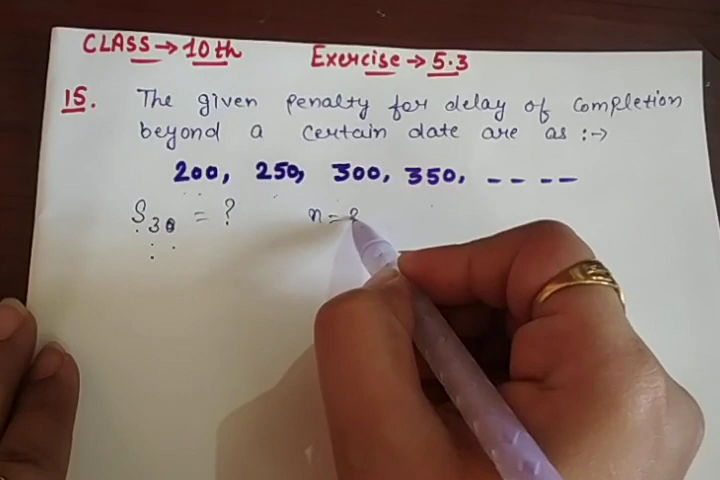 CLASS → 10th Exercise → 5.3
15. The given penalty for delay of completion
beyond a certain date are as :→
200, 250, 300, 350, ----
S30 = ? n =